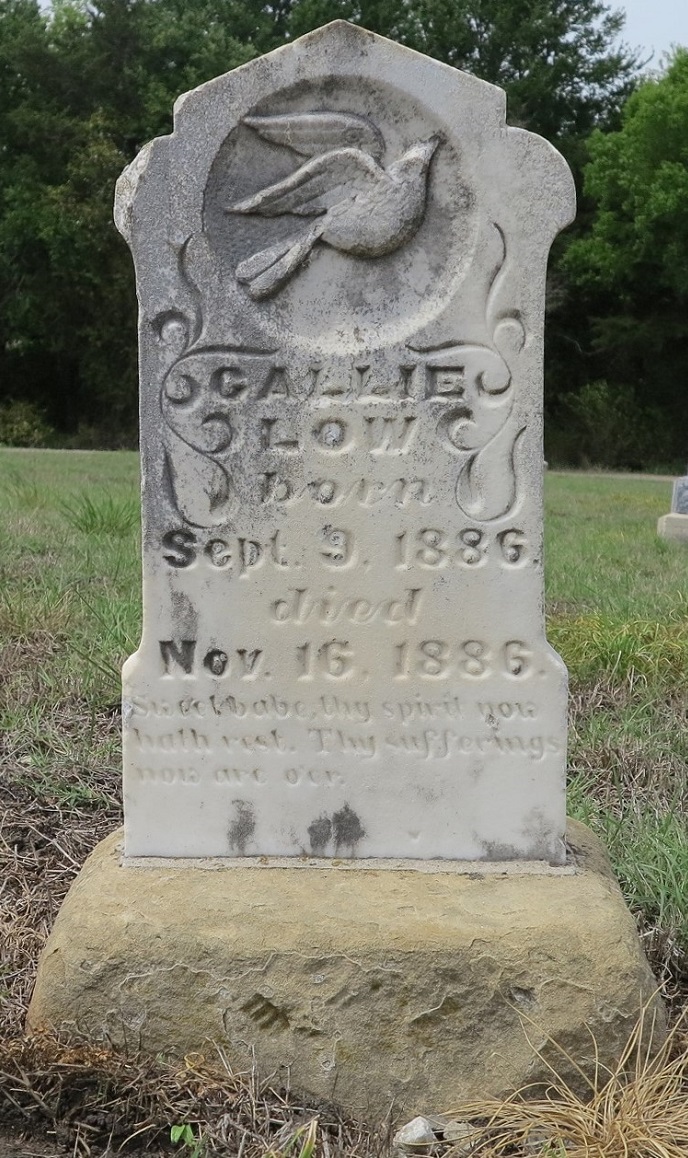 CALLIE
LOW
born
Sept. 9, 1886.
died
Nov. 16, 1886.
Sweet babe, thy spirit now
hath rest. Thy sufferings
now are o'er.